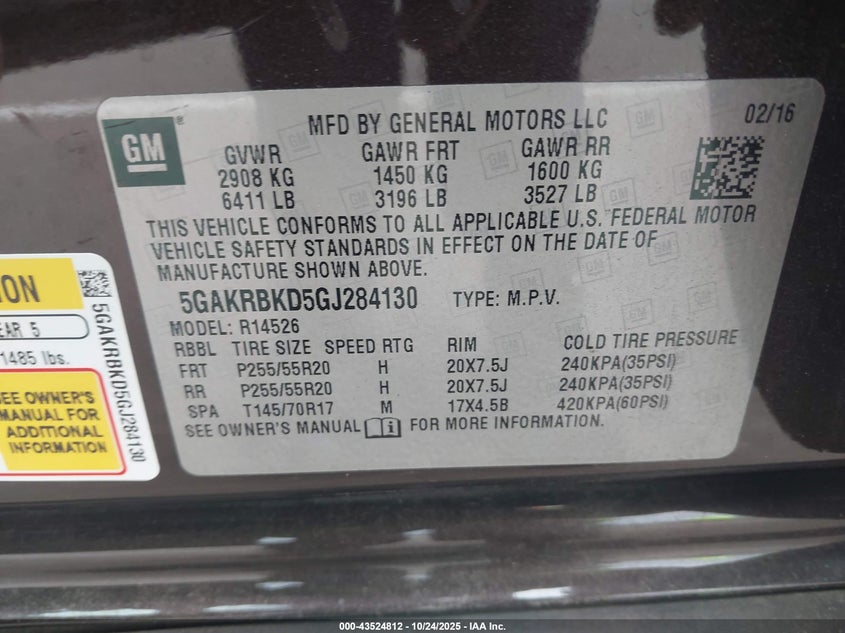 MFD BY GENERAL MOTORS LLC 02/16
GM
GVWR GAWR FRT GAWR RR
2908 KG 1450 KG 1600 KG
6411 LB 3196 LB 3527 LB
THIS VEHICLE CONFORMS TO ALL APPLICABLE U.S. FEDERAL MOTOR
VEHICLE SAFETY STANDARDS IN EFFECT ON THE DATE OF
MANUFACTURE SHOWN ABOVE.
5GAKRBKD5GJ284130 TYPE: M.P.V.
MODEL: R14526
RBBL TIRE SIZE SPEED RTG RIM COLD TIRE PRESSURE
FRT P255/55R20 H 20X7.5J 240KPA(35PSI)
RR P255/55R20 H 20X7.5J 240KPA(35PSI)
SPA T145/70R17 M 17X4.5B 420KPA(60PSI)
SEE OWNER'S MANUAL i FOR MORE INFORMATION.
ION
EAR 5
1485 lbs.
SEE OWNER'S
MANUAL FOR
ADDITIONAL
INFORMATION
5GAKRBKD5GJ284130
000-43524812 - 10/24/2025 - IAA Inc.